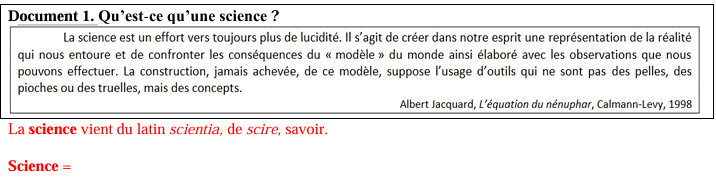 Document 1. Qu’est-ce qu’une science ?
La science est un effort vers toujours plus de lucidité. Il s’agit de créer dans notre esprit une représentation de la réalité
qui nous entoure et de confronter les conséquences du « modèle » du monde ainsi élaboré avec les observations que nous
pouvons effectuer. La construction, jamais achevée, de ce modèle, suppose l’usage d’outils qui ne sont pas des pelles, des
pioches ou des truelles, mais des concepts.
Albert Jacquard, L’équation du nénuphar, Calmann-Levy, 1998
La science vient du latin scientia, de scire, savoir.
Science =